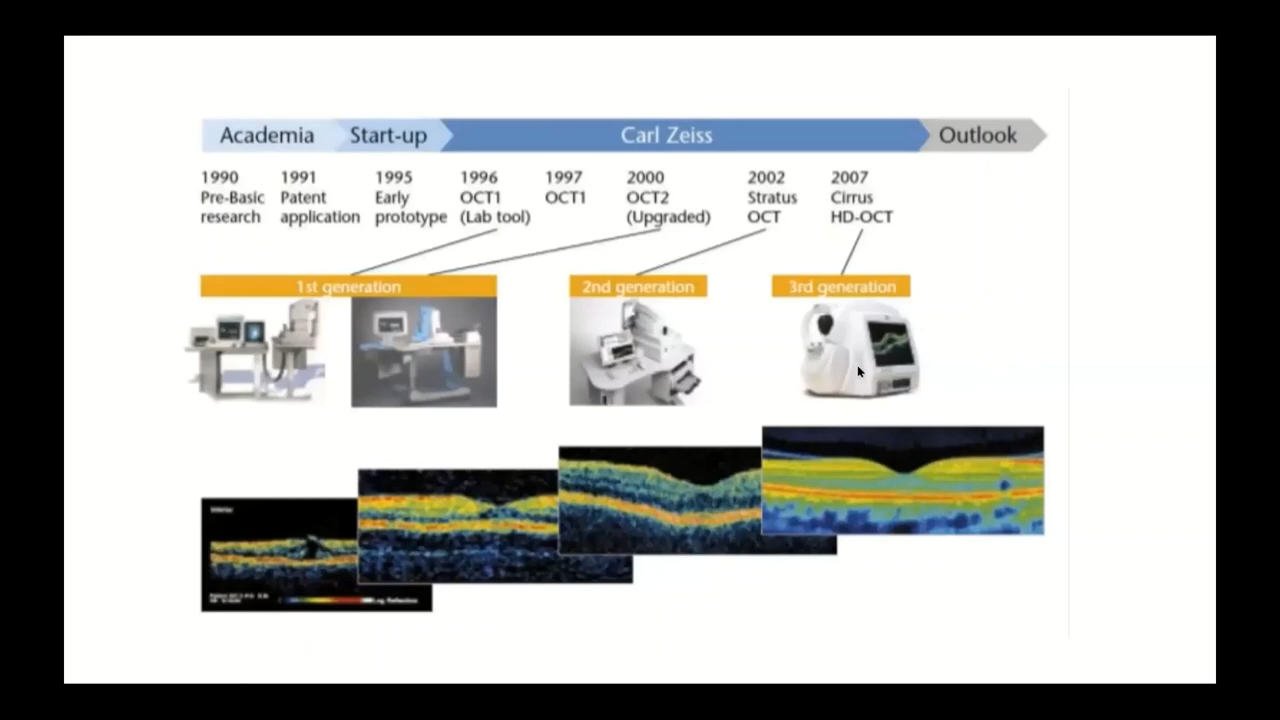 Academia Start-up Carl Zeiss Outlook
1990 1991 1995 1996 1997 2000 2002 2007
Pre-Basic Patent Early OCT1 OCT1 OCT2 Stratus Cirrus
research application prototype (Lab tool) (Upgraded) OCT HD-OCT
1st generation 2nd generation 3rd generation